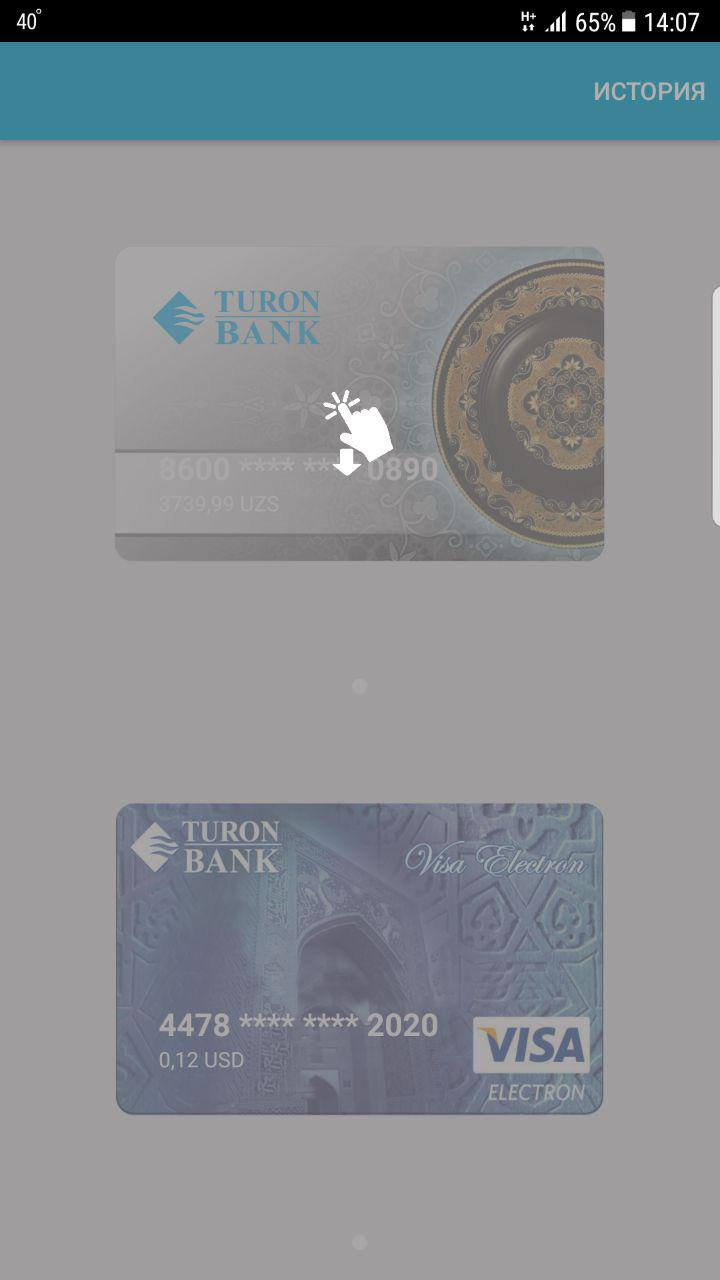 40°
H+ 65% 14:07
ИСТОРИЯ
TURON
BANK
8600 **** **** 0890
3739,99 UZS
TURON
BANK
Visa Electron
4478 **** **** 2020
0,12 USD
VISA
ELECTRON